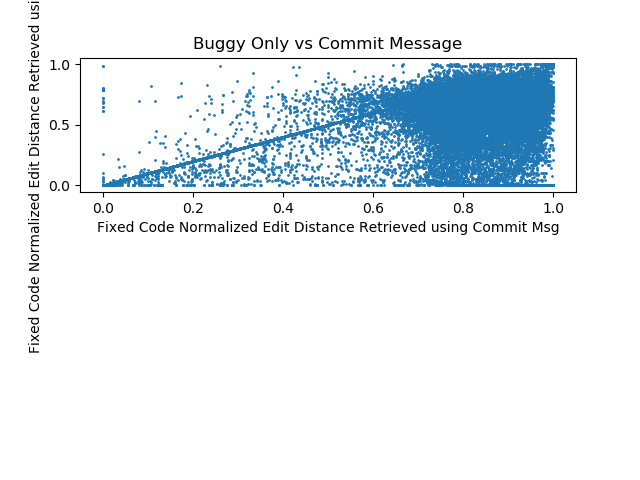 Buggy Only vs Commit Message
Fixed Code Normalized Edit Distance Retrieved usi
1.0
0.5
0.0
0.0 0.2 0.4 0.6 0.8 1.0
Fixed Code Normalized Edit Distance Retrieved using Commit Msg